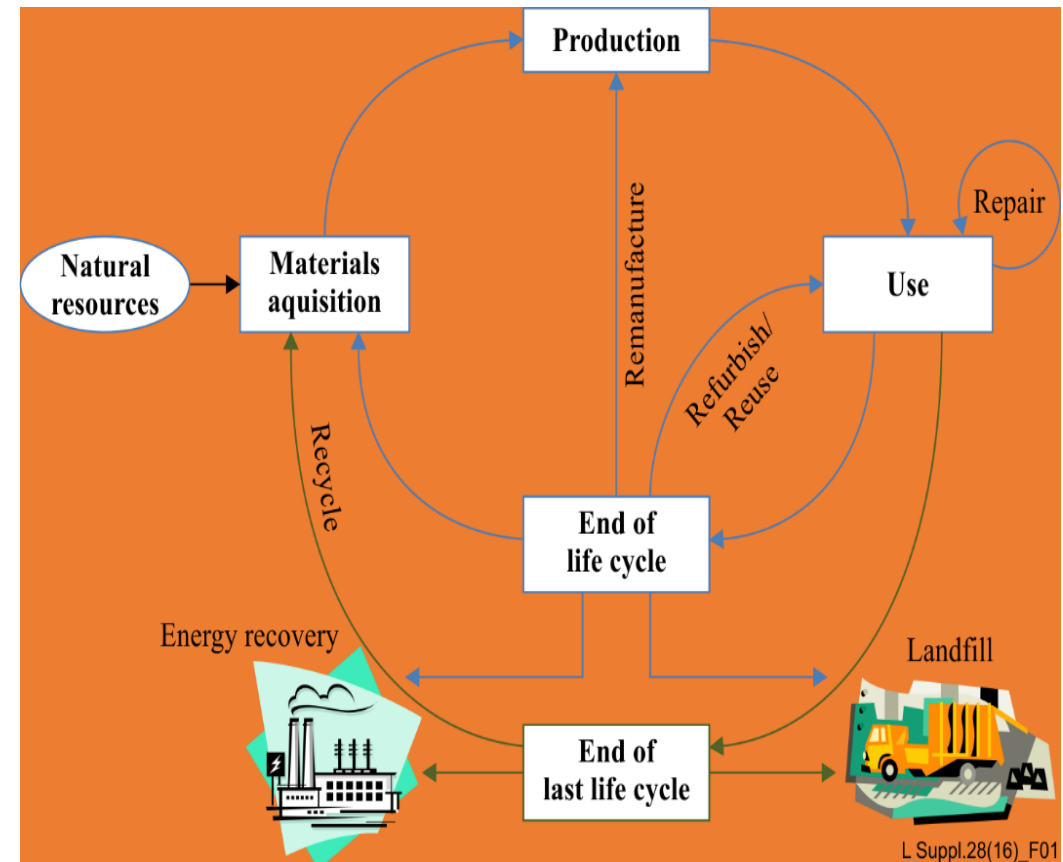 Production
Repair
Natural
resources
Materials
aquisition
Use
Remanufacture
Refurbish/
Reuse
Recycle
End of
life cycle
Energy recovery
Landfill
End of
last life cycle
L Suppl.28(16)_F01